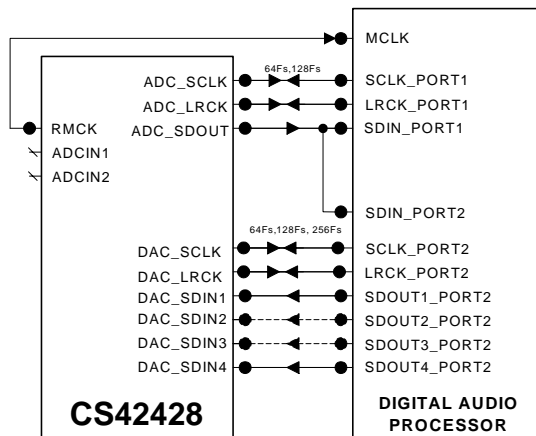 MCLK
64Fs,128Fs
ADC_SCLK
SCLK_PORT1
ADC_LRCK
LRCK_PORT1
RMCK
ADC_SDOUT
SDIN_PORT1
ADCIN1
ADCIN2
SDIN_PORT2
64Fs,128Fs, 256Fs
DAC_SCLK
SCLK_PORT2
DAC_LRCK
LRCK_PORT2
DAC_SDIN1
SDOUT1_PORT2
DAC_SDIN2
SDOUT2_PORT2
DAC_SDIN3
SDOUT3_PORT2
DAC_SDIN4
SDOUT4_PORT2
CS42428
DIGITAL AUDIO
PROCESSOR